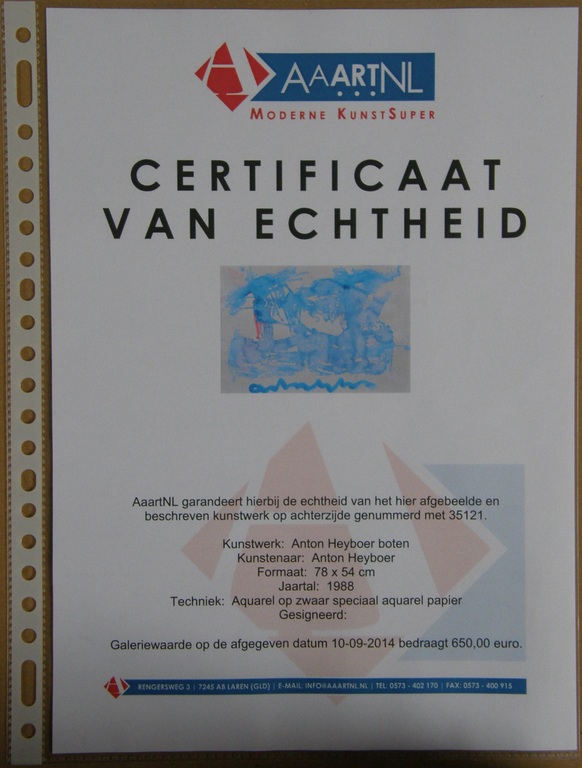 AAARTNL
MODERNE KUNSTSUPER
CERTIFICAAT
VAN ECHTHEID
AaartNL garandeert hierbij de echtheid van het hier afgebeelde en
beschreven kunstwerk op achterzijde genummerd met 35121.
Kunstwerk: Anton Heyboer boten
Kunstenaar: Anton Heyboer
Formaat: 78 x 54 cm
Jaartal: 1988
Techniek: Aquarel op zwaar speciaal aquarel papier
Gesigneerd:
Galeriewaarde op de afgegeven datum 10-09-2014 bedraagt 650,00 euro.
RENGERSWEG 3 | 7245 AB LAREN (GLD) | E-MAIL: INFO@AAARTNL.NL | TEL: 0573 - 402 170 | FAX: 0573 - 400 915